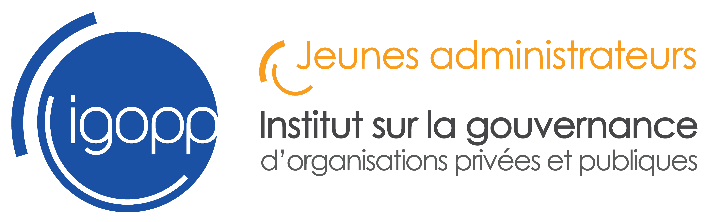 igopp
Jeunes administrateurs
Institut sur la gouvernance
d'organisations privées et publiques